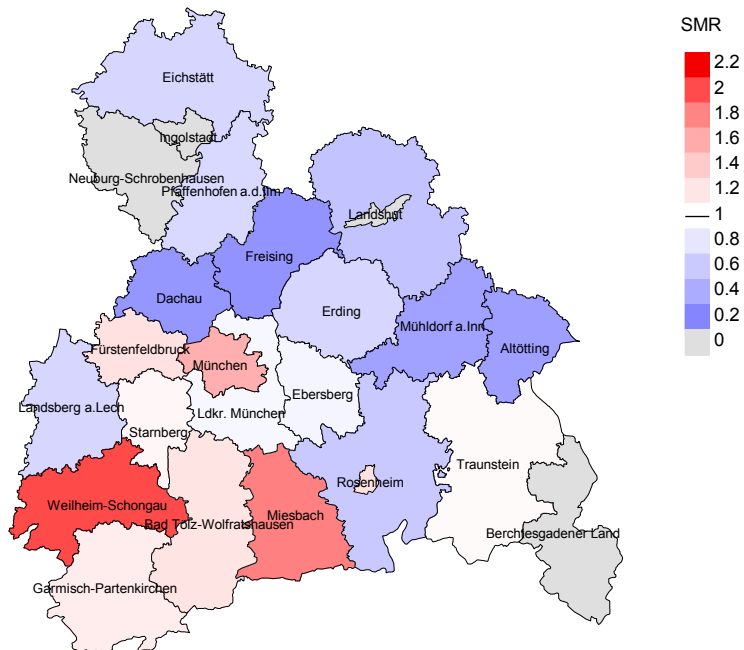 SMR
2.2
2
1.8
1.6
1.4
1.2
1
0.8
0.6
0.4
0.2
0
Eichstätt
Ingolstadt
Neuburg-Schrobenhausen
Pfaffenhofen a.d.Ilm
Landshut
Freising
Dachau
Erding
Mühldorf a.Inn
Altötting
Fürstenfeldbruck
München
Ebersberg
Landsberg a.Lech
Ldkr. München
Starnberg
Traunstein
Rosenheim
Weilheim-Schongau
Miesbach
Bad Tölz-Wolfratshausen
Berchtesgadener Land
Garmisch-Partenkirchen